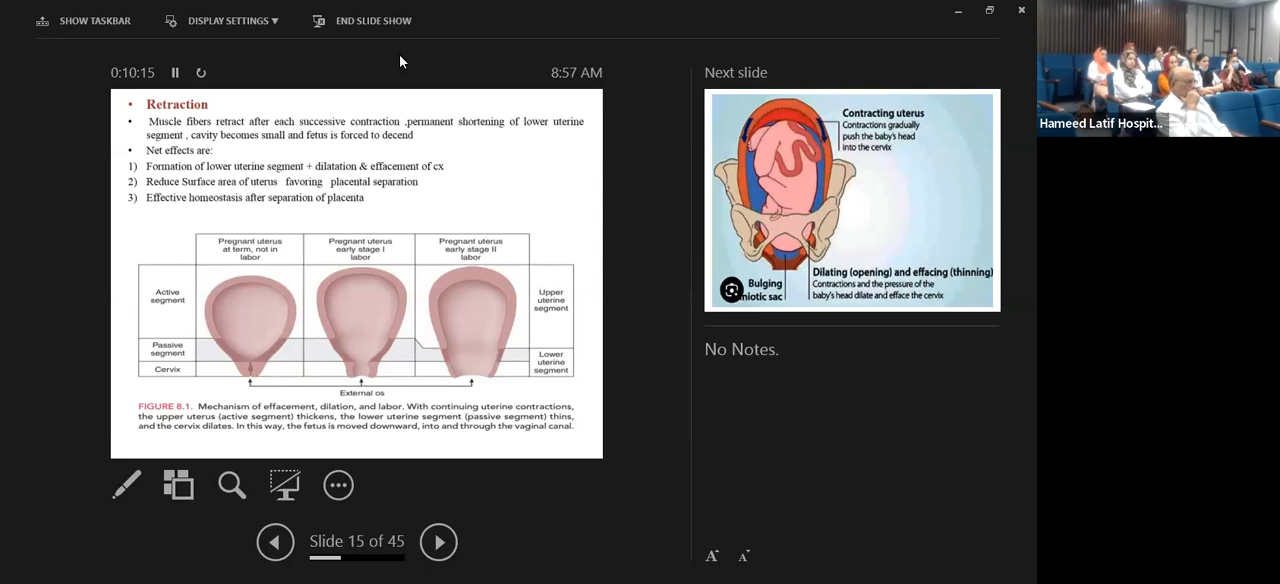 SHOW TASKBAR
DISPLAY SETTINGS ▼
END SLIDE SHOW
0:10:15
8:57 AM
• Retraction
• Muscle fibers retract after each successive contraction ,permanent shortening of lower uterine
segment , cavity becomes small and fetus is forced to decend
• Net effects are:
1) Formation of lower uterine segment + dilatation & effacement of cx
2) Reduce Surface area of uterus favoring placental separation
3) Effective homeostasis after separation of placenta
Pregnant uterus
at term, not in
labor
Pregnant uterus
early stage I
labor
Pregnant uterus
early stage II
labor
Active
segment
Upper
uterine
segment
Passive
segment
Lower
uterine
segment
Cervix
External os
FIGURE 8.1. Mechanism of effacement, dilation, and labor. With continuing uterine contractions,
the upper uterus (active segment) thickens, the lower uterine segment (passive segment) thins,
and the cervix dilates. In this way, the fetus is moved downward, into and through the vaginal canal.
Slide 15 of 45
Next slide
Contracting uterus
Contractions gradually
push the baby's head
into the cervix
Dilating (opening) and effacing (thinning)
Contractions and the pressure of the
baby's head dilate and efface the cervix
Bulging
miotic sac
No Notes.
A A
Hameed Latif Hospit...